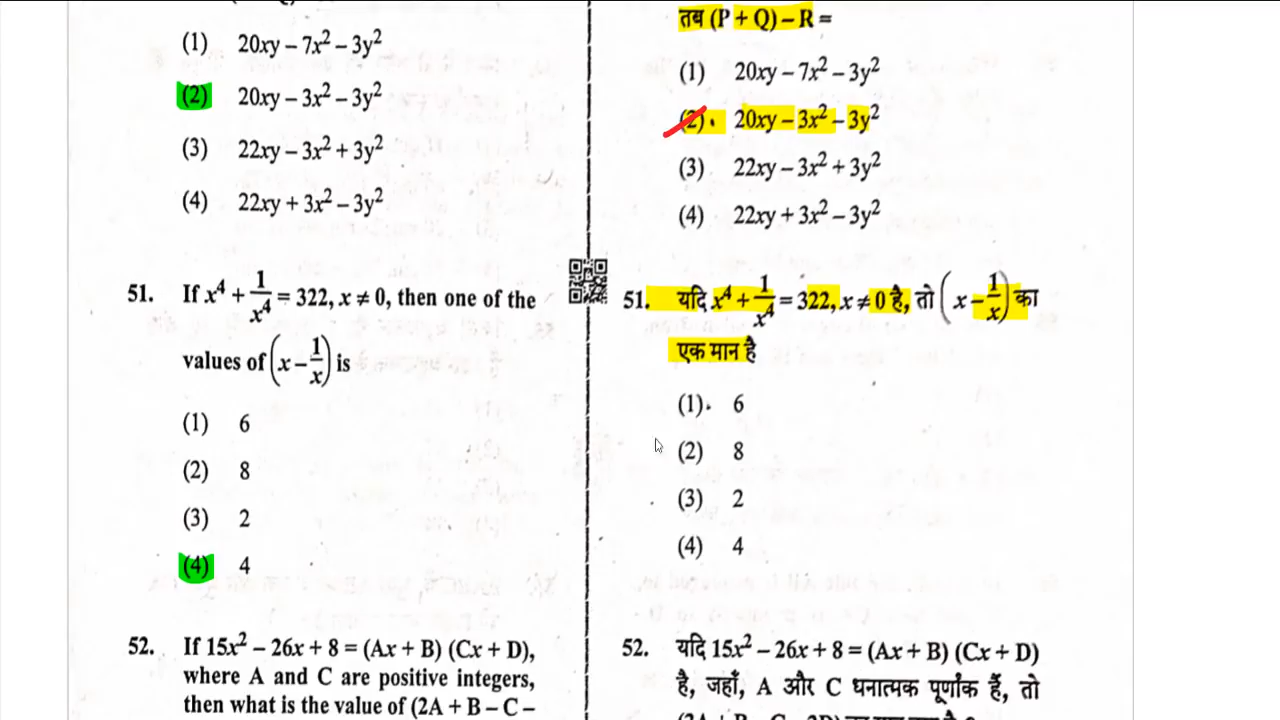 (1) 20xy – 7x² – 3y²
(2) 20xy – 3x² – 3y²
(3) 22xy – 3x² + 3y²
(4) 22xy + 3x² – 3y²
51. If x⁴ + 1/x⁴ = 322, x ≠ 0, then one of the
values of (x – 1/x) is
(1) 6
(2) 8
(3) 2
(4) 4
52. If 15x² – 26x + 8 = (Ax + B) (Cx + D),
where A and C are positive integers,
then what is the value of (2A + B – C –
तब (P + Q) – R =
(1) 20xy – 7x² – 3y²
(2) 20xy – 3x² – 3y²
(3) 22xy – 3x² + 3y²
(4) 22xy + 3x² – 3y²
51. यदि x⁴ + 1/x⁴ = 322, x ≠ 0 है, तो (x – 1/x) का
एक मान है
(1) 6
(2) 8
(3) 2
(4) 4
52. यदि 15x² – 26x + 8 = (Ax + B) (Cx + D)
है, जहाँ, A और C धनात्मक पूर्णांक हैं, तो